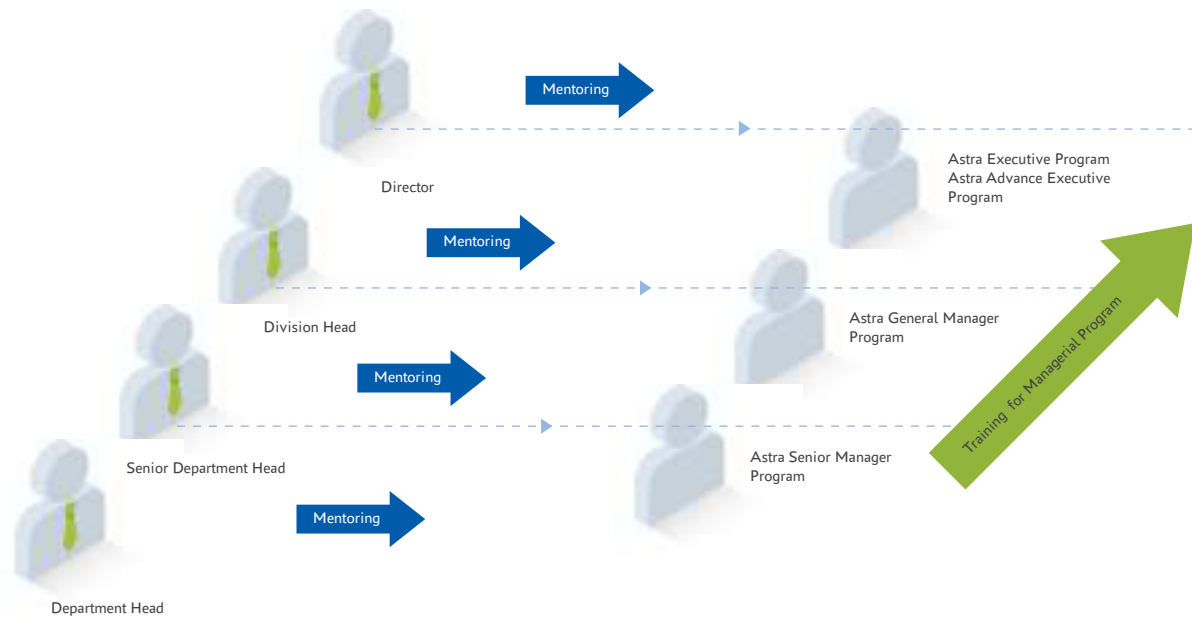 Mentoring
Astra Executive Program
Astra Advance Executive
Program
Director
Mentoring
Division Head
Astra General Manager
Program
Training for Managerial Program
Mentoring
Senior Department Head
Astra Senior Manager
Program
Mentoring
Department Head